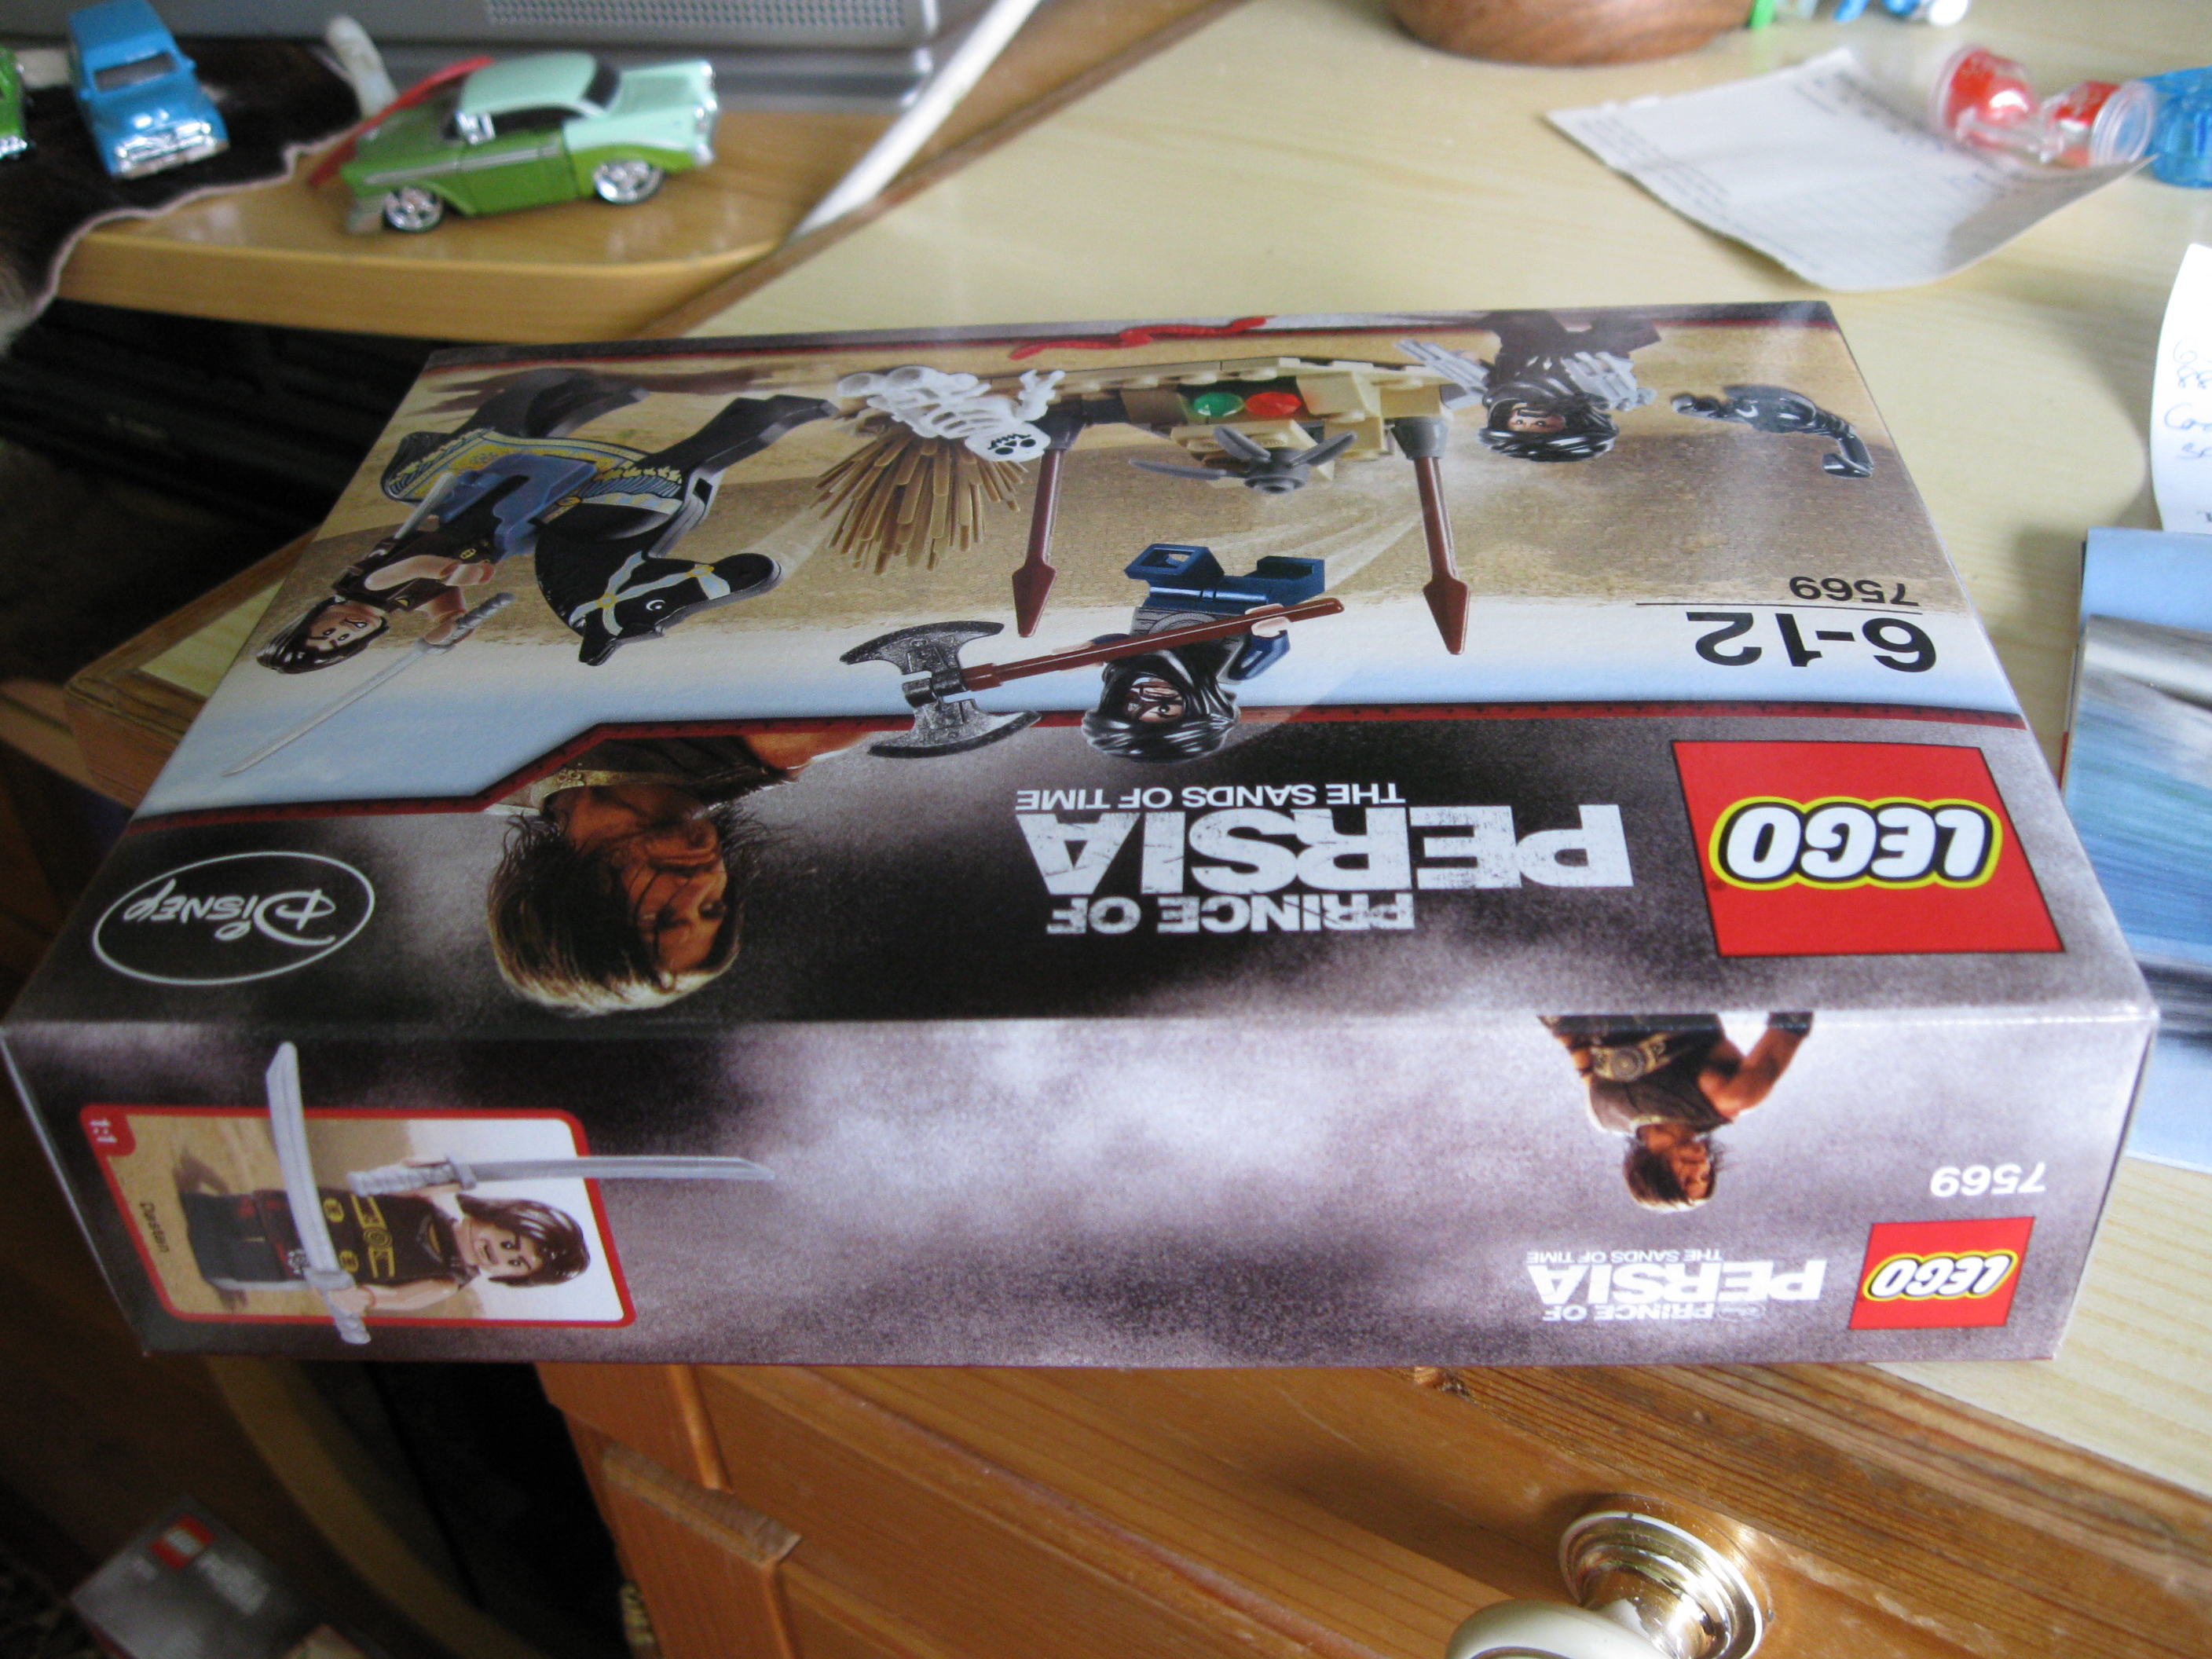 LEGO
PRINCE OF
PERSIA
THE SANDS OF TIME
DISNEY
6-12
7569
LEGO
PRINCE OF
PERSIA
THE SANDS OF TIME
7569
1:1
Dastan
LEGO